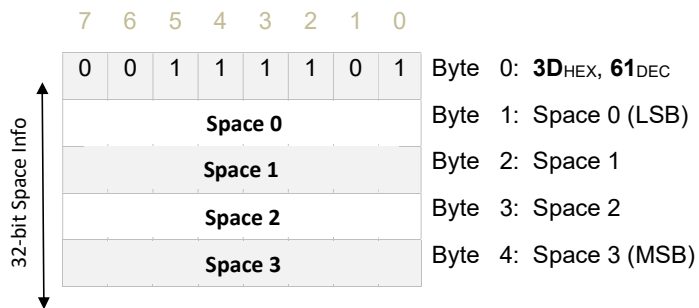 7 6 5 4 3 2 1 0
0 0 1 1 1 1 0 1 Byte 0: 3DHEX, 61DEC
Space 0 Byte 1: Space 0 (LSB)
Space 1 Byte 2: Space 1
Space 2 Byte 3: Space 2
Space 3 Byte 4: Space 3 (MSB)
32-bit Space Info